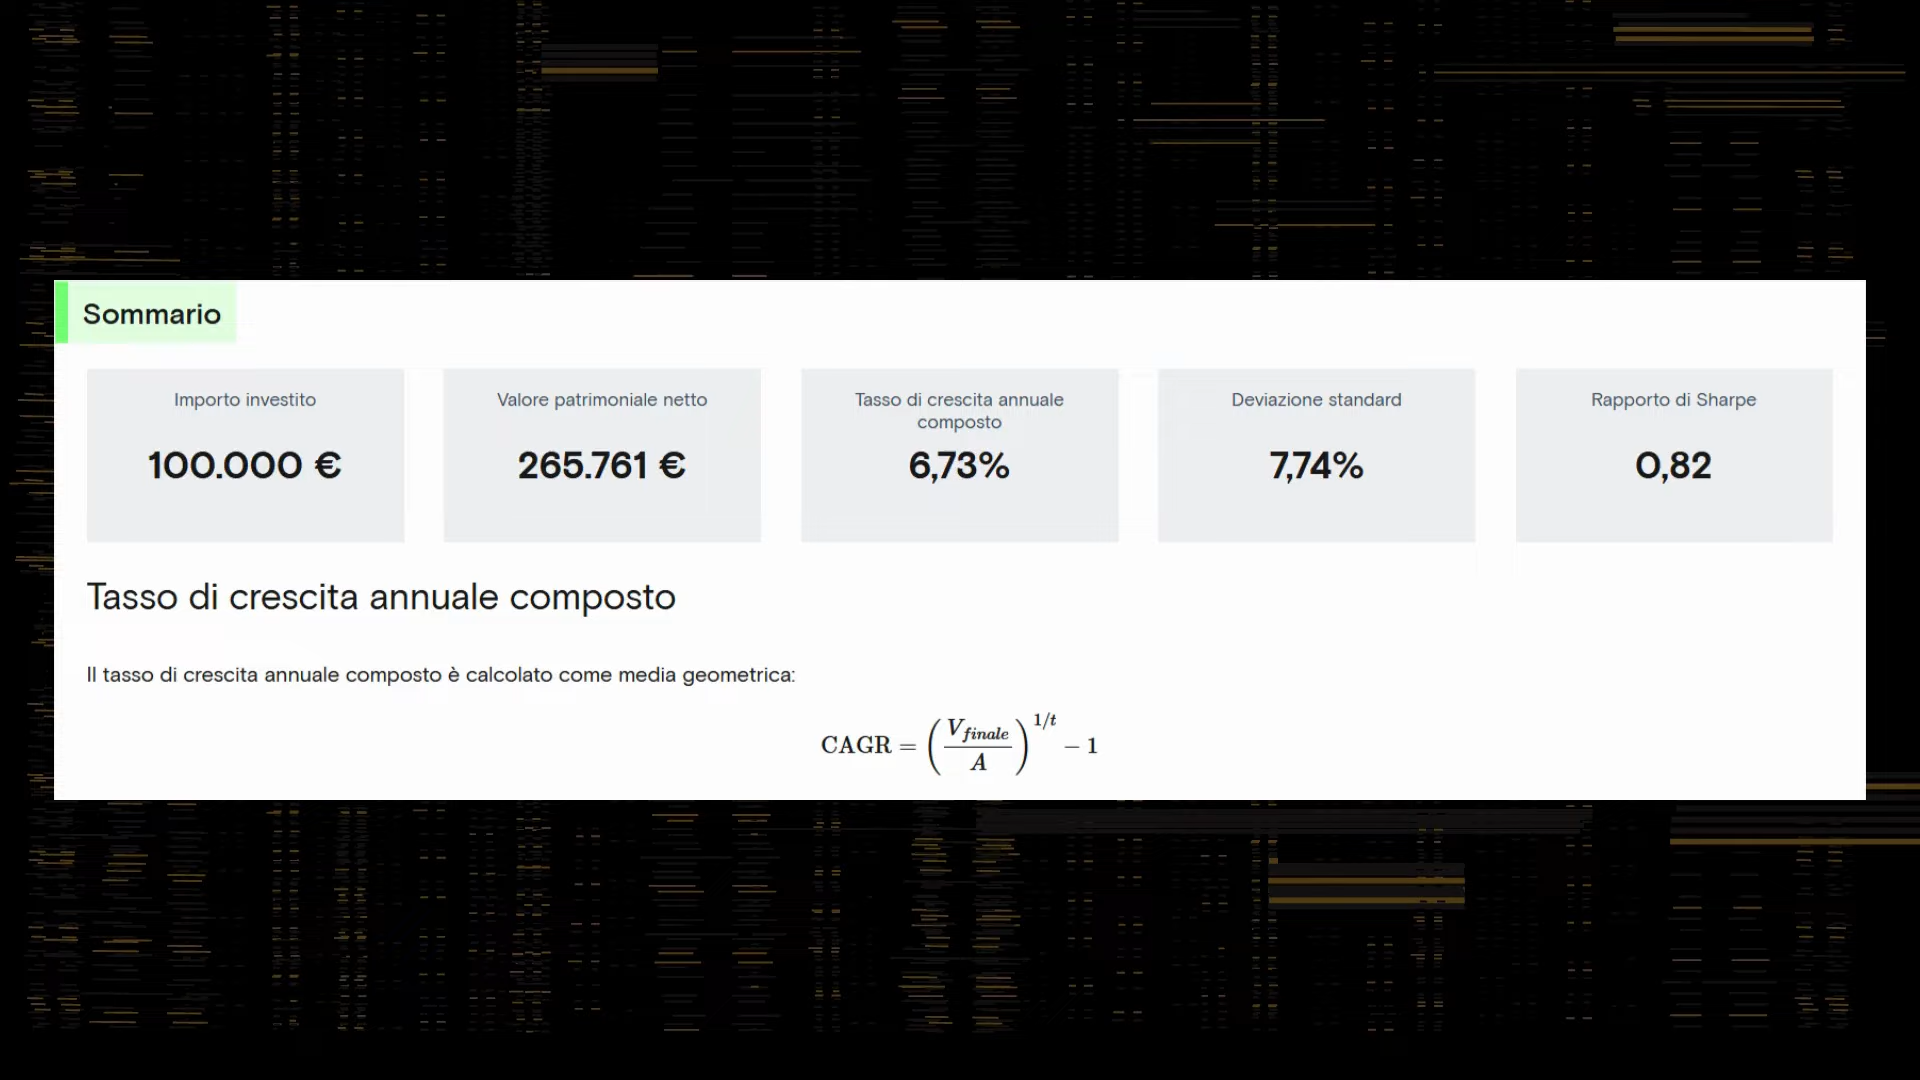 Sommario
Importo investito
100.000 €
Valore patrimoniale netto
265.761 €
Tasso di crescita annuale
composto
6,73%
Deviazione standard
7,74%
Rapporto di Sharpe
0,82
Tasso di crescita annuale composto
Il tasso di crescita annuale composto è calcolato come media geometrica:
CAGR = (V_finale / A)^1/t − 1